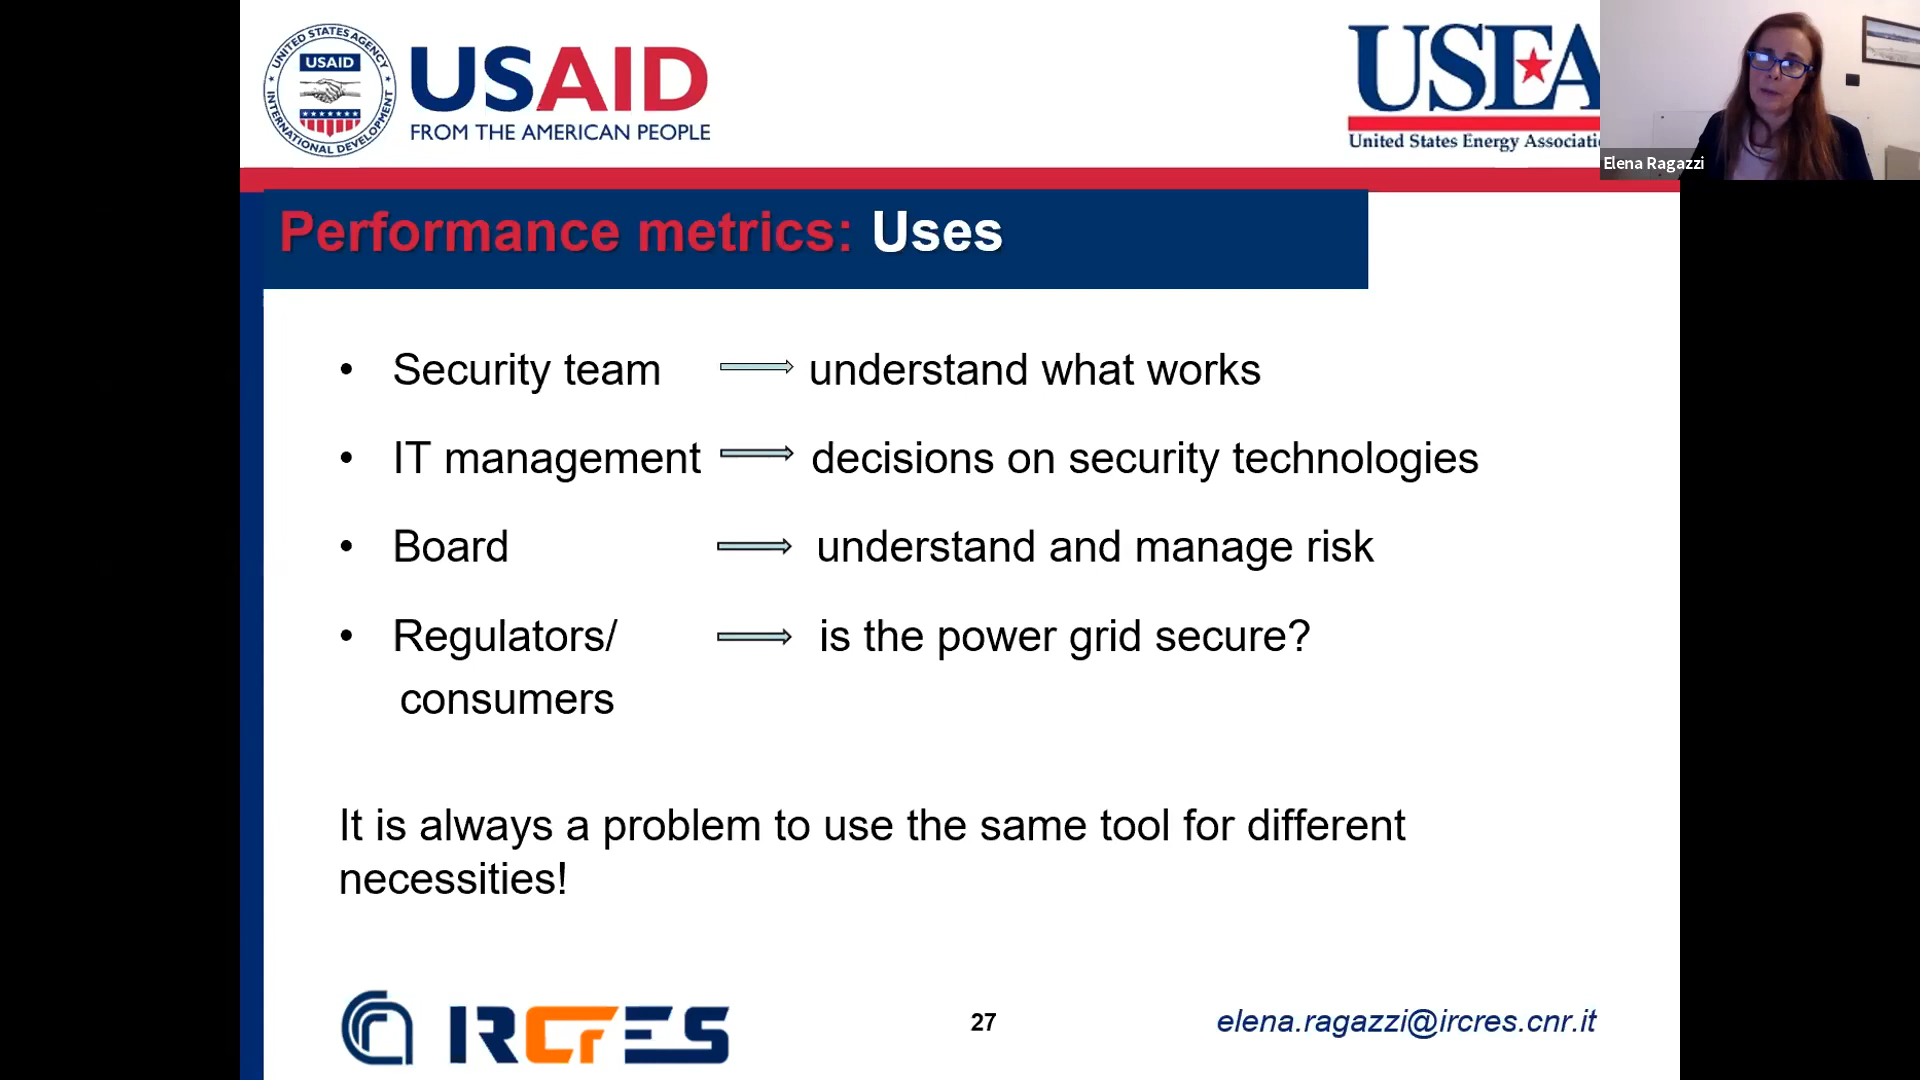 UNITED STATES AGENCY
USAID
INTERNATIONAL DEVELOPMENT
USAID
FROM THE AMERICAN PEOPLE
USEA
United States Energy Associati
Elena Ragazzi
Performance metrics: Uses
• Security team understand what works
• IT management decisions on security technologies
• Board understand and manage risk
• Regulators/ is the power grid secure?
consumers
It is always a problem to use the same tool for different
necessities!
IRCrES
27
elena.ragazzi@ircres.cnr.it